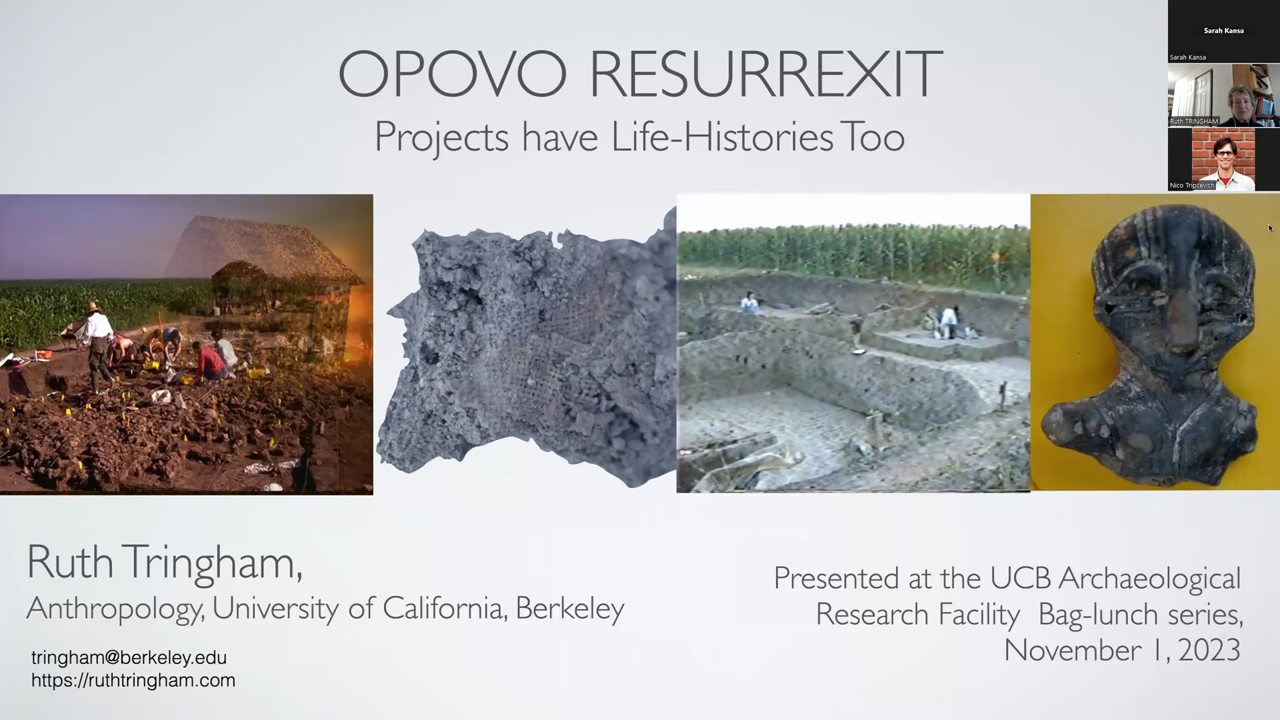 OPOVO RESURREXIT
Projects have Life-Histories Too
Sarah Kansa
Sarah Kansa
Ruth TRINGHAM
Nico Tripcevich
Ruth Tringham,
Anthropology, University of California, Berkeley
tringham@berkeley.edu
https://ruthtringham.com
Presented at the UCB Archaeological
Research Facility Bag-lunch series,
November 1, 2023